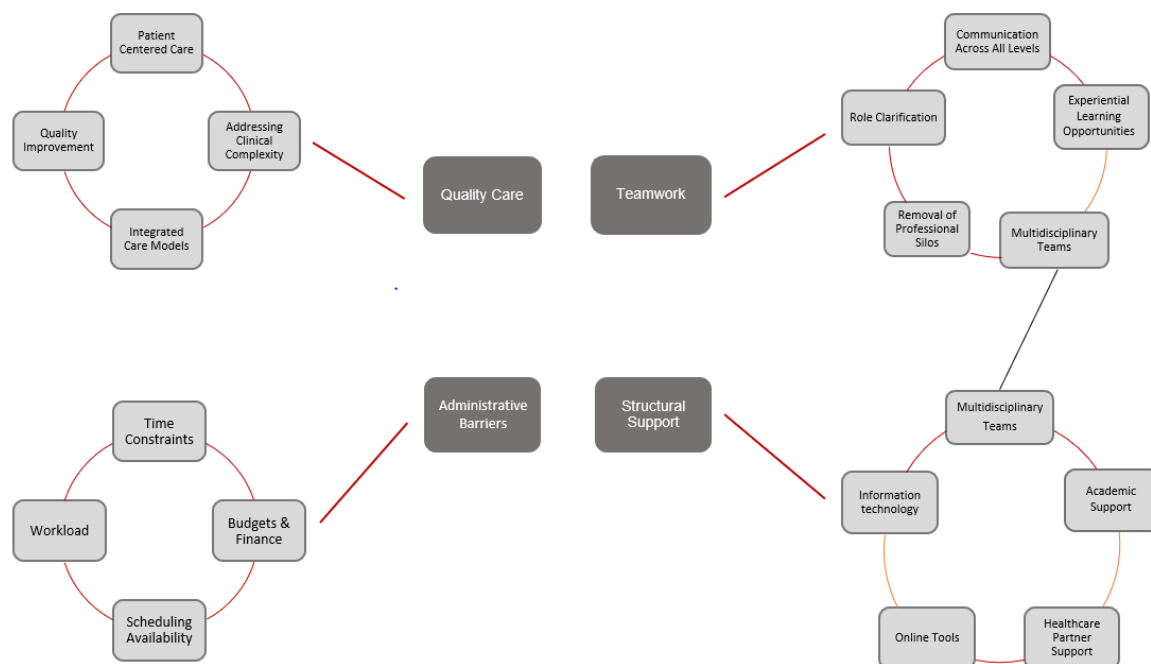 Patient
Centered Care
Quality
Improvement
Addressing
Clinical
Complexity
Integrated
Care Models
Quality Care
Teamwork
Communication
Across All Levels
Role Clarification
Experiential
Learning
Opportunities
Removal of
Professional
Silos
Multidisciplinary
Teams
Time
Constraints
Workload
Budgets &
Finance
Scheduling
Availability
Administrative
Barriers
Structural
Support
Multidisciplinary
Teams
Information
technology
Academic
Support
Online Tools
Healthcare
Partner
Support